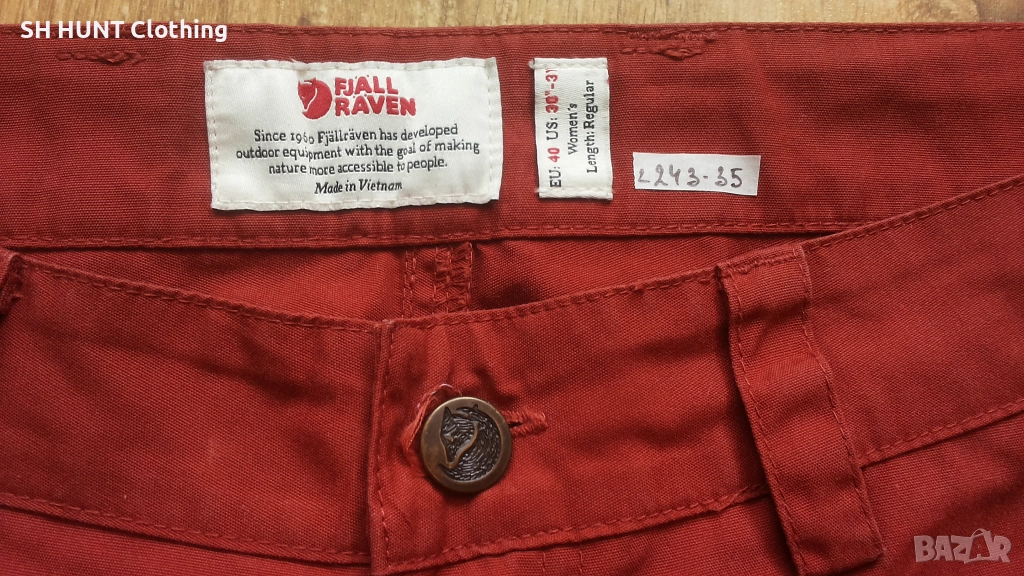 SH HUNT Clothing
FJÄLL
RÄVEN
Since 1960 Fjällräven has developed
outdoor equipment with the goal of making
nature more accessible to people.
Made in Vietnam
EU: 40 US: 30"-31"
Women's
Length: Regular
2243-35
BAZAR